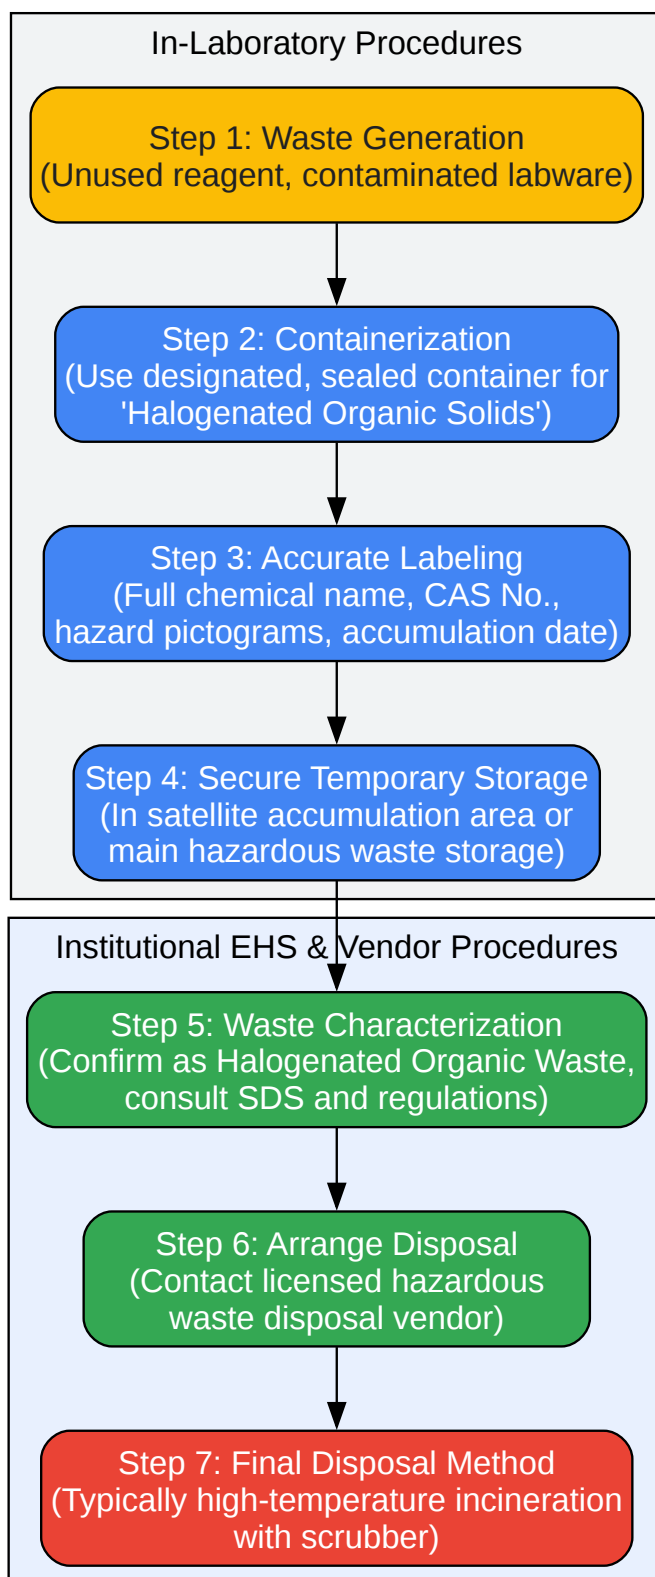 In-Laboratory Procedures
Step 1: Waste Generation
(Unused reagent, contaminated labware)
Step 2: Containerization
(Use designated, sealed container for
'Halogenated Organic Solids')
Step 3: Accurate Labeling
(Full chemical name, CAS No.,
hazard pictograms, accumulation date)
Step 4: Secure Temporary Storage
(In satellite accumulation area or
main hazardous waste storage)
Institutional EHS & Vendor Procedures
Step 5: Waste Characterization
(Confirm as Halogenated Organic Waste,
consult SDS and regulations)
Step 6: Arrange Disposal
(Contact licensed hazardous
waste disposal vendor)
Step 7: Final Disposal Method
(Typically high-temperature incineration
with scrubber)